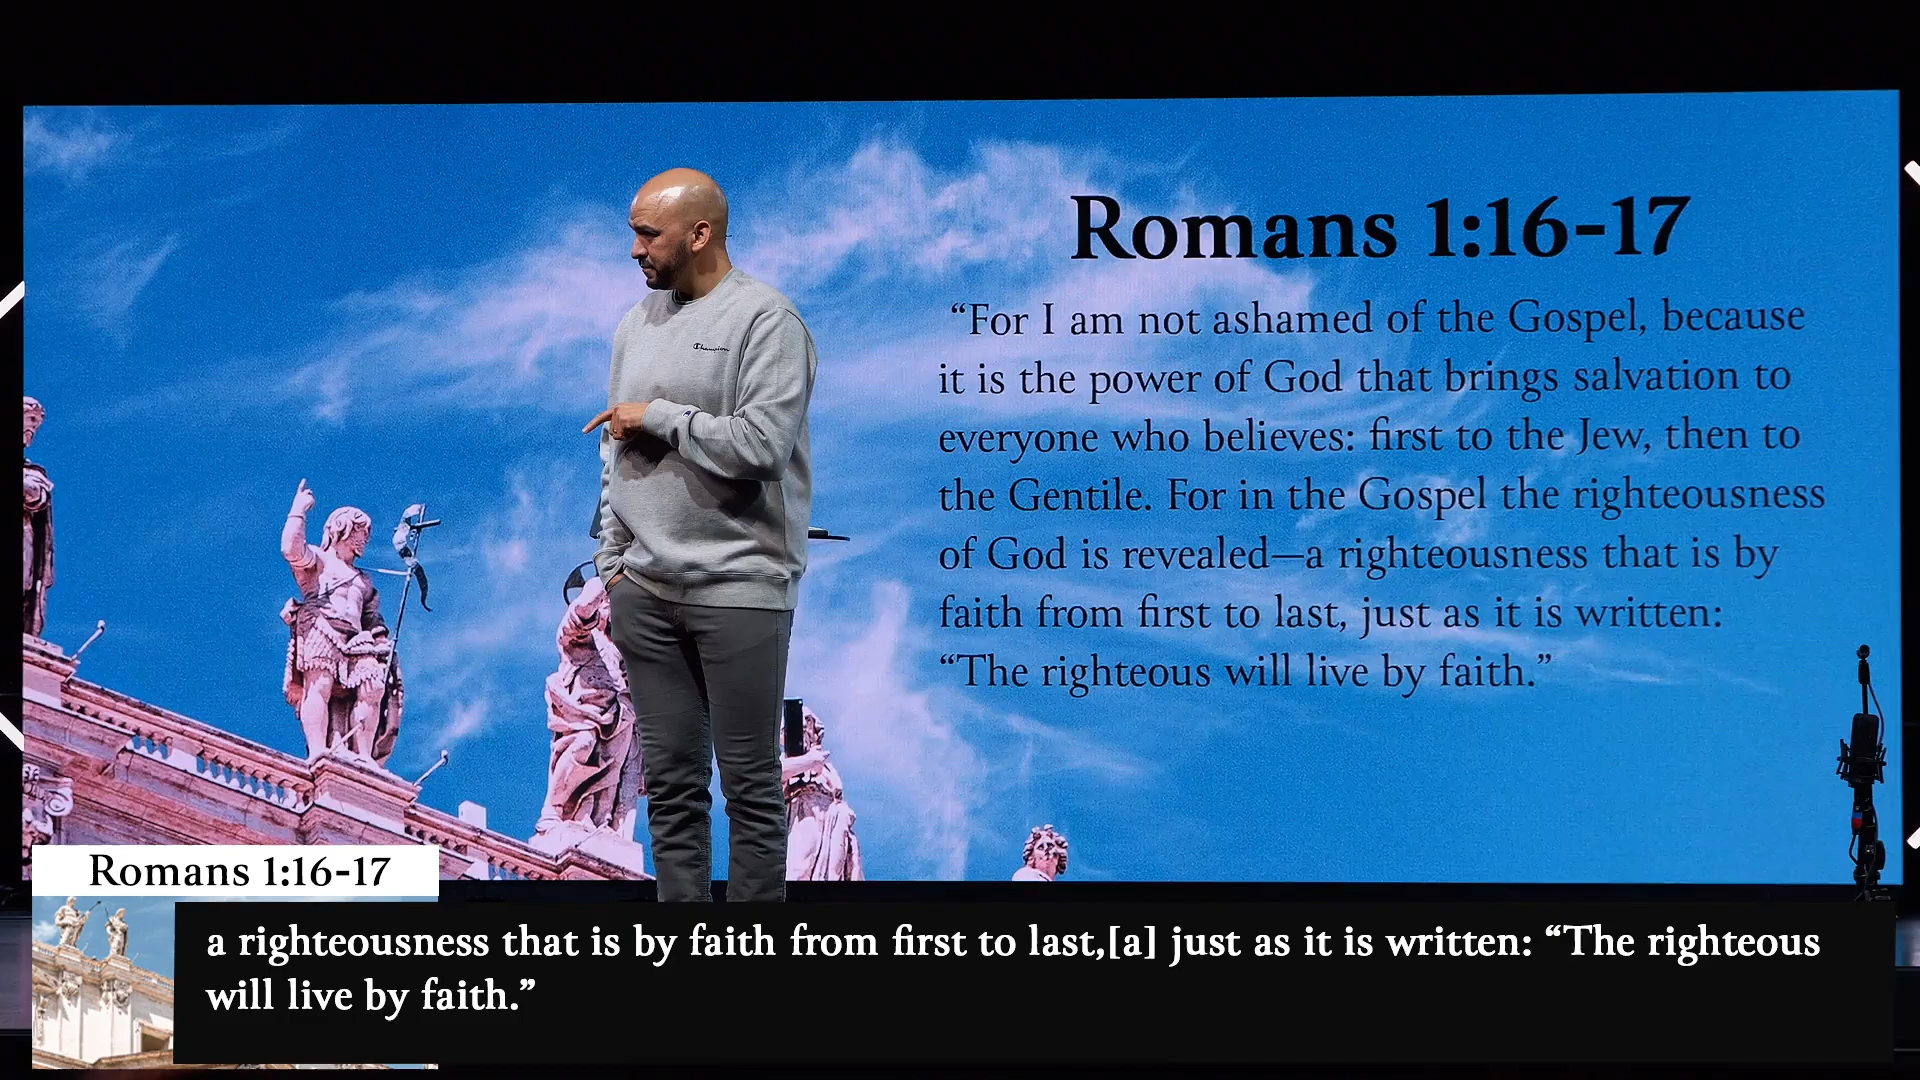 Romans 1:16-17
“For I am not ashamed of the Gospel, because
it is the power of God that brings salvation to
everyone who believes: first to the Jew, then to
the Gentile. For in the Gospel the righteousness
of God is revealed—a righteousness that is by
faith from first to last, just as it is written:
“The righteous will live by faith.”
Champion
Romans 1:16-17
a righteousness that is by faith from first to last,[a] just as it is written: “The righteous
will live by faith.”